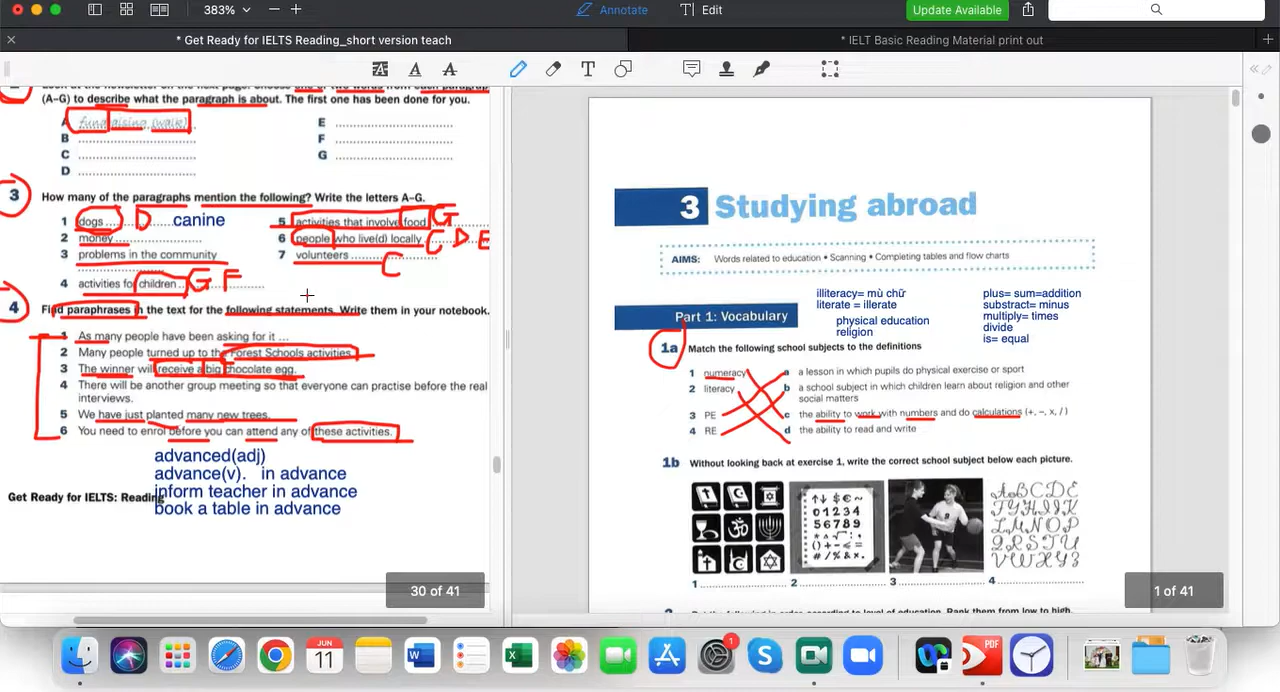 383%
Annotate
Edit
Update Available
* Get Ready for IELTS Reading_short version teach
* IELT Basic Reading Material print out
(A–G) to describe what the paragraph is about. The first one has been done for you.
A fundraising (walk)
B
C
D
E
F
G
3 How many of the paragraphs mention the following? Write the letters A–G.
1 dogs D canine
2 money
3 problems in the community
4 activities for children G F
5 activities that involve food G
6 people who live(d) locally C D E
7 volunteers C
4 Find paraphrases in the text for the following statements. Write them in your notebook.
1 As many people have been asking for it ...
2 Many people turned up to the Forest Schools activities.
3 The winner will receive a big chocolate egg.
4 There will be another group meeting so that everyone can practise before the real
interviews.
5 We have just planted many new trees.
6 You need to enrol before you can attend any of these activities.
advanced(adj)
advance(v). in advance
inform teacher in advance
book a table in advance
Get Ready for IELTS: Reading
30 of 41
3 Studying abroad
AIMS: Words related to education • Scanning • Completing tables and flow charts
illiteracy= mù chữ
literate = illerate
physical education
religion
plus= sum=addition
substract= minus
multiply= times
divide
is= equal
Part 1: Vocabulary
1a Match the following school subjects to the definitions
1 numeracy
2 literacy
3 PE
4 RE
a a lesson in which pupils do physical exercise or sport
b a school subject in which children learn about religion and other
social matters
c the ability to work with numbers and do calculations (+, –, x, / )
d the ability to read and write
1b Without looking back at exercise 1, write the correct school subject below each picture.
1
2
3
4
1 of 41
JUN
11
1
PDF